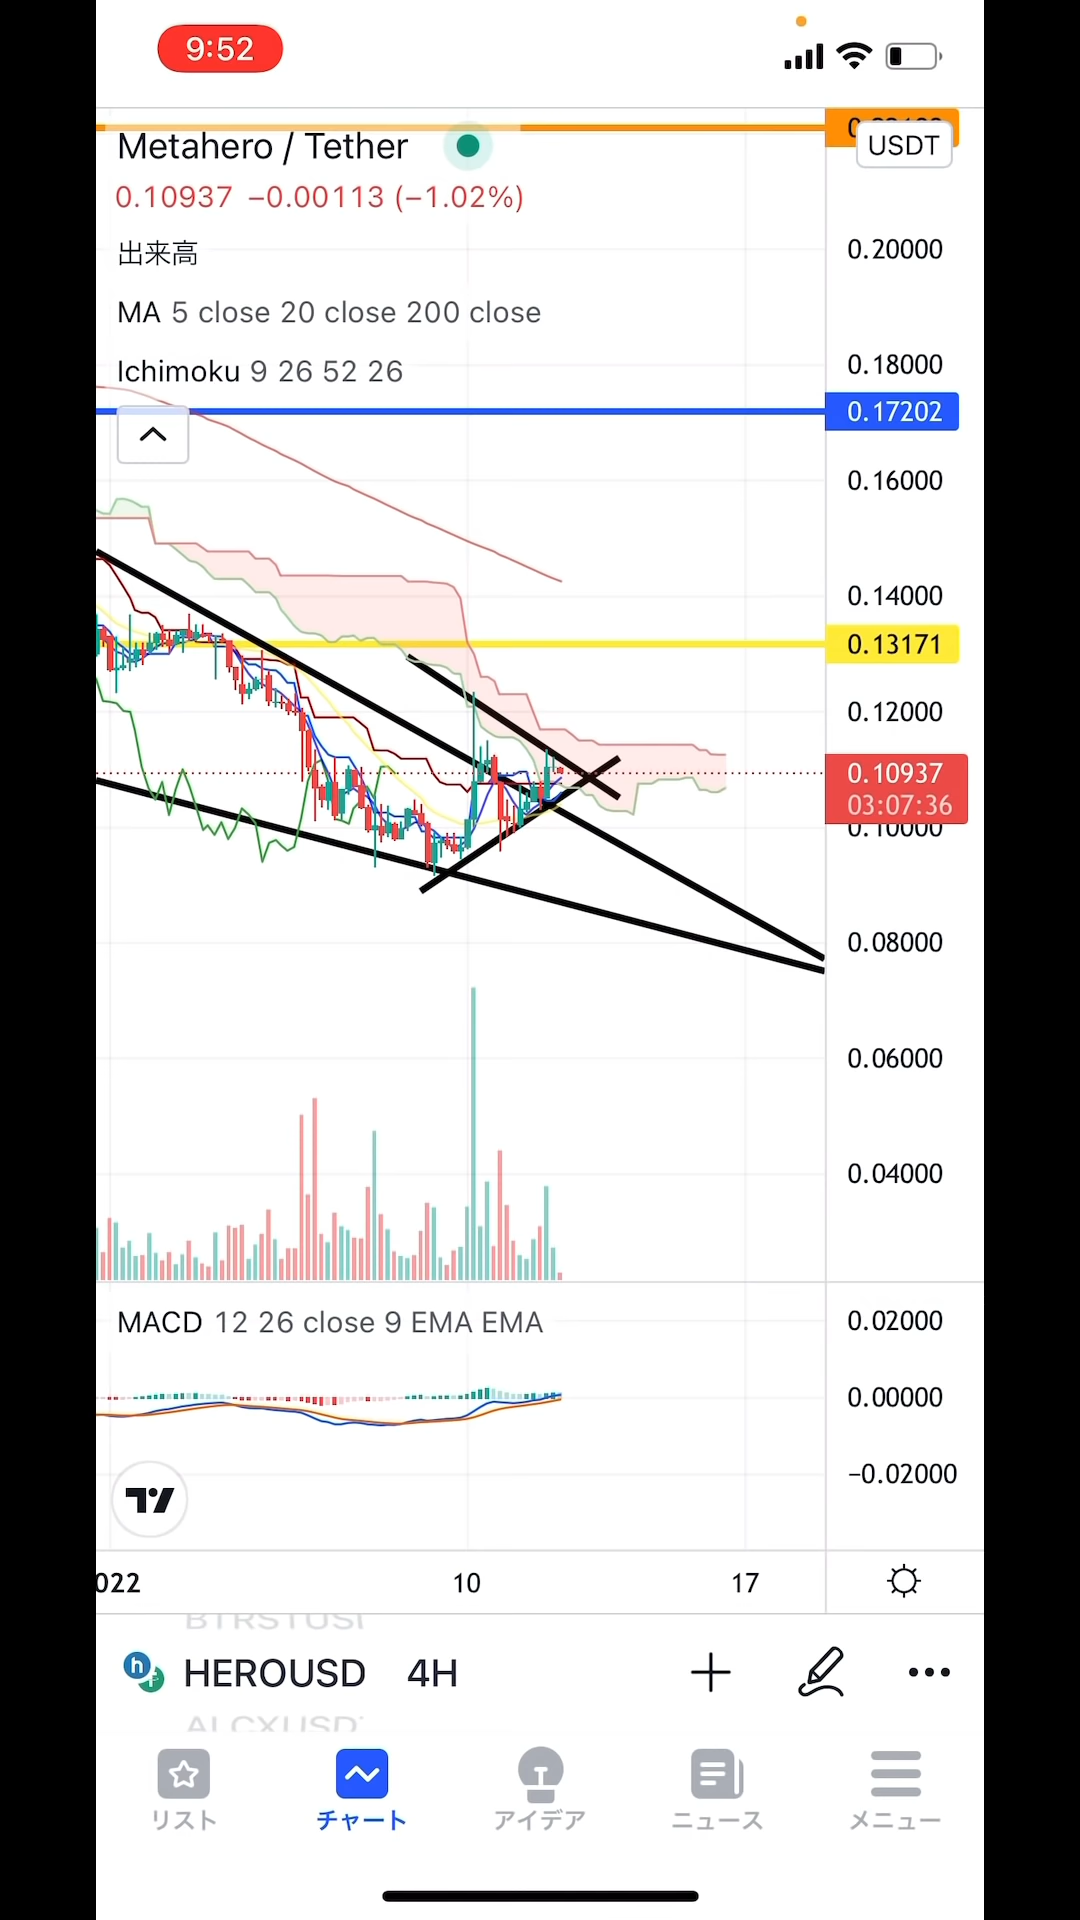 9:52
Metahero / Tether
USDT
0.10937 −0.00113 (−1.02%)
出来高
0.20000
MA 5 close 20 close 200 close
Ichimoku 9 26 52 26
0.18000
0.17202
0.16000
0.14000
0.13171
0.12000
0.10937
03:07:36
0.10000
0.08000
0.06000
0.04000
MACD 12 26 close 9 EMA EMA
0.02000
0.00000
−0.02000
022
10
17
HEROUSD 4H
リスト
チャート
アイデア
ニュース
メニュー